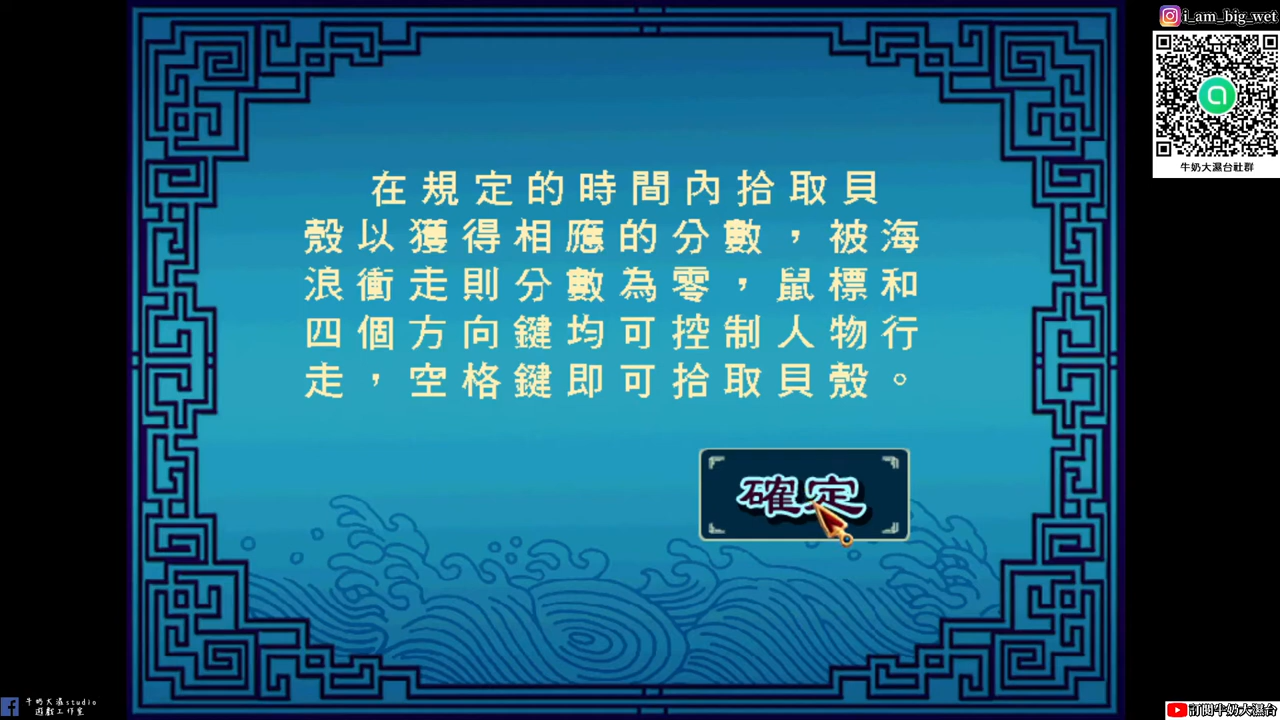 i_am_big_wet
牛奶大濕台社群
在規定的時間內拾取貝
殼以獲得相應的分數，被海
浪衝走則分數為零，鼠標和
四個方向鍵均可控制人物行
走，空格鍵即可拾取貝殼。
確定
牛奶大濕studio
遊戲工作室
訂閱牛奶大濕台